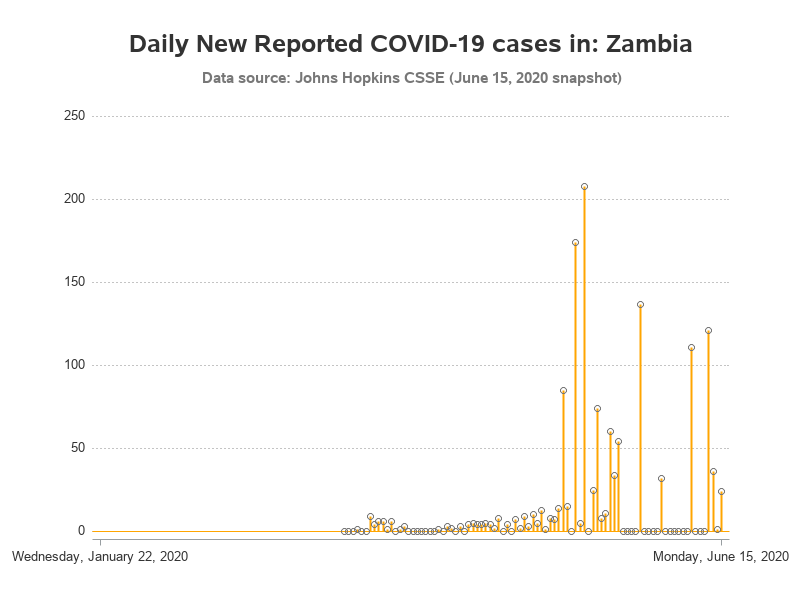 Daily New Reported COVID-19 cases in: Zambia
Data source: Johns Hopkins CSSE (June 15, 2020 snapshot)
250
200
150
100
50
0
Wednesday, January 22, 2020
Monday, June 15, 2020